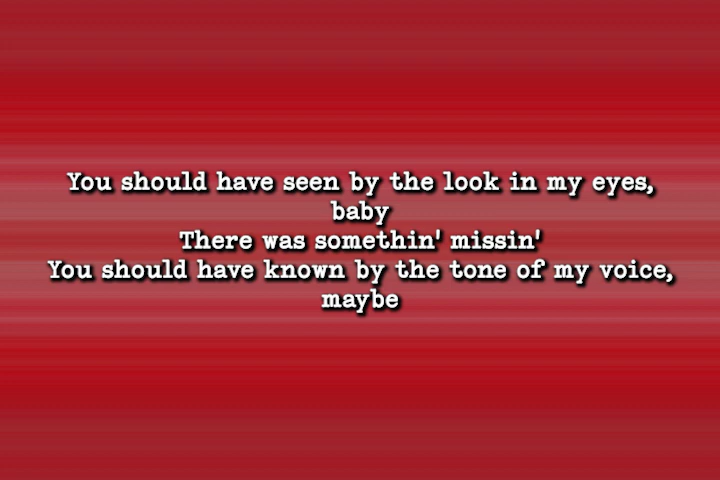 You should have seen by the look in my eyes,
baby
There was somethin' missin'
You should have known by the tone of my voice,
maybe